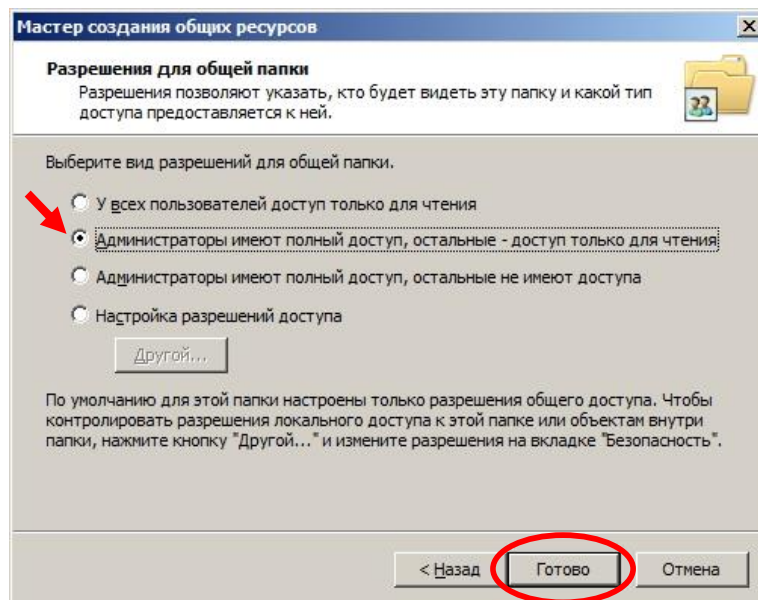 Мастер создания общих ресурсов
Разрешения для общей папки
Разрешения позволяют указать, кто будет видеть эту папку и какой тип
доступа предоставляется к ней.
Выберите вид разрешений для общей папки.
У всех пользователей доступ только для чтения
Администраторы имеют полный доступ, остальные - доступ только для чтения
Администраторы имеют полный доступ, остальные не имеют доступа
Настройка разрешений доступа
Другой...
По умолчанию для этой папки настроены только разрешения общего доступа. Чтобы
контролировать разрешения локального доступа к этой папке или объектам внутри
папки, нажмите кнопку "Другой..." и измените разрешения на вкладке "Безопасность".
< Назад Готово Отмена